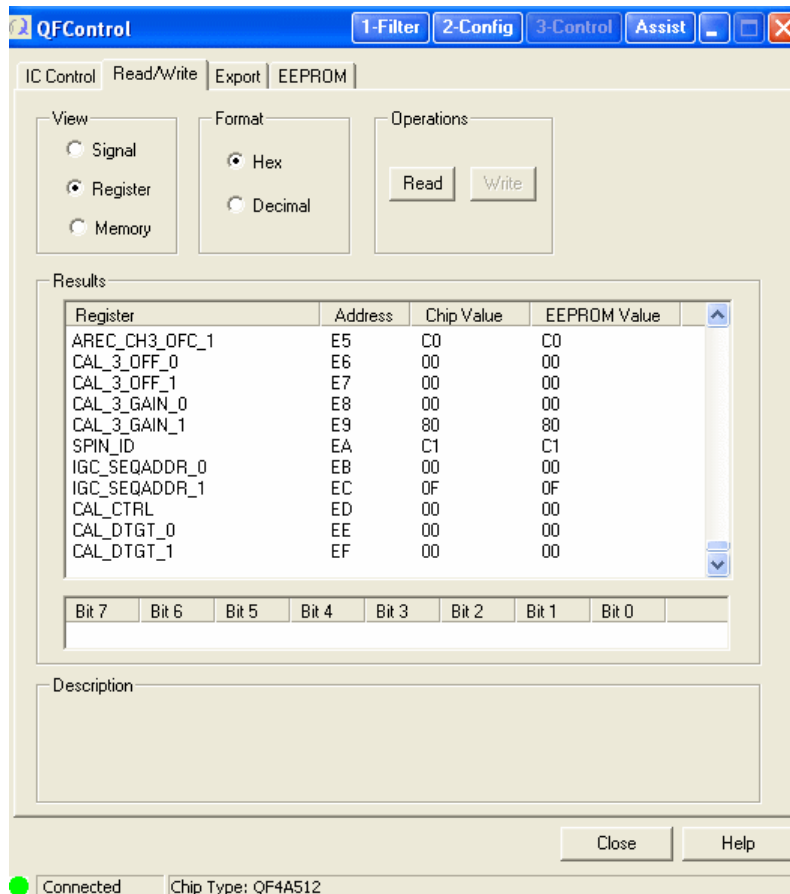 QFControl 1-Filter 2-Config 3-Control Assist
IC Control Read/Write Export EEPROM
View Format Operations
Signal
Register
Memory
Hex
Decimal
Read Write
Results
Register Address Chip Value EEPROM Value
AREC_CH3_OFC_1 E5 C0 C0
CAL_3_OFF_0 E6 00 00
CAL_3_OFF_1 E7 00 00
CAL_3_GAIN_0 E8 00 00
CAL_3_GAIN_1 E9 80 80
SPIN_ID EA C1 C1
IGC_SEQADDR_0 EB 00 00
IGC_SEQADDR_1 EC 0F 0F
CAL_CTRL ED 00 00
CAL_DTGT_0 EE 00 00
CAL_DTGT_1 EF 00 00
Bit 7 Bit 6 Bit 5 Bit 4 Bit 3 Bit 2 Bit 1 Bit 0
Description
Close Help
Connected Chip Type: QF4A512